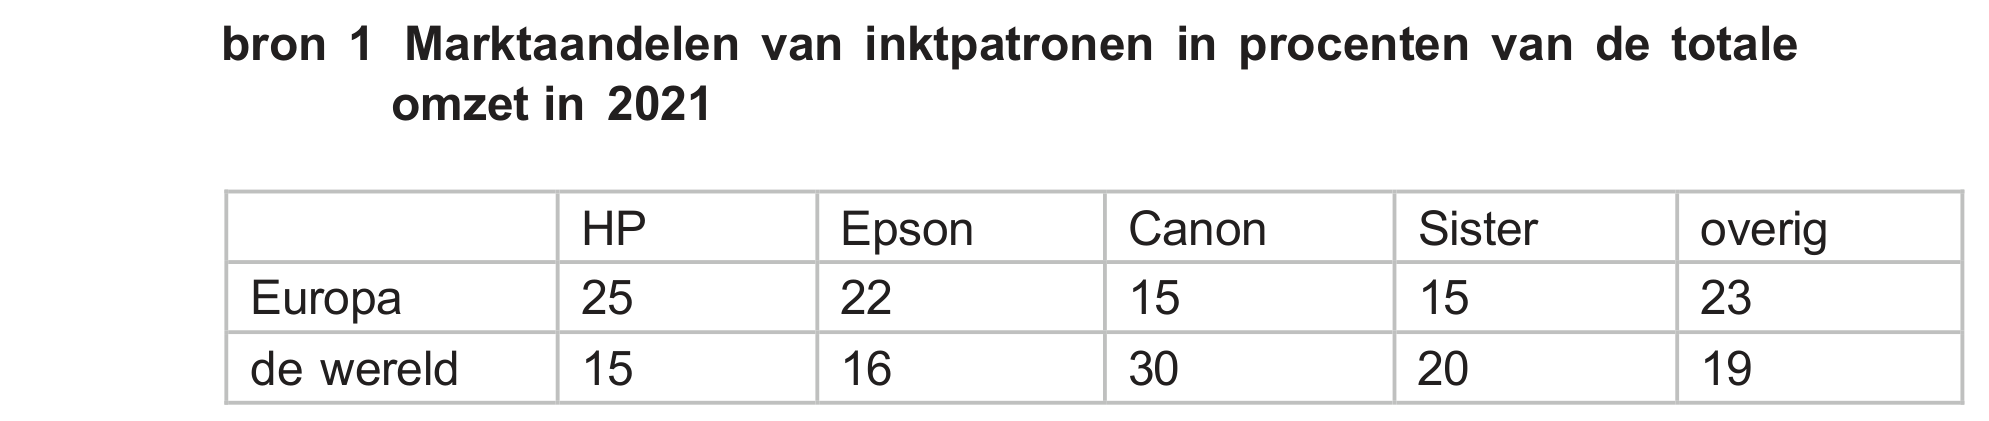 bron 1 Marktaandelen van inktpatronen in procenten van de totale
omzet in 2021
HP Epson Canon Sister overig
Europa 25 22 15 15 23
de wereld 15 16 30 20 19